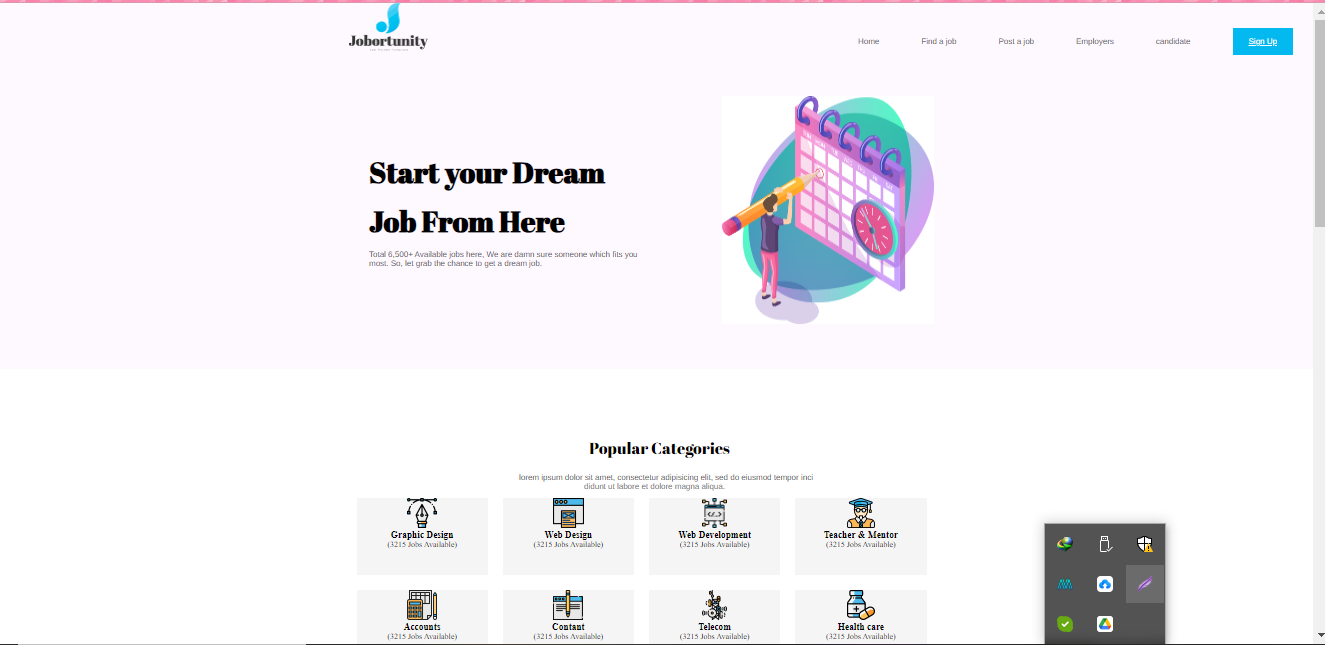 Jobortunity
Home
Find a job
Post a job
Employers
candidate
Sign Up
Start your Dream
Job From Here
Total 6,500+ Available jobs here, We are damn sure someone which fits you
most. So, let grab the chance to get a dream job.
Popular Categories
lorem ipsum dolor sit amet, consectetur adipisicing elit, sed do eiusmod tempor inci
didunt ut labore et dolore magna aliqua.
Graphic Design
(3215 Jobs Available)
Web Design
(3215 Jobs Available)
Web Development
(3215 Jobs Available)
Teacher & Mentor
(3215 Jobs Available)
Accounts
(3215 Jobs Available)
Contant
(3215 Jobs Available)
Telecom
(3215 Jobs Available)
Health care
(3215 Jobs Available)